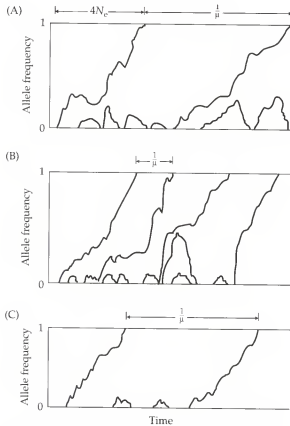 (A)
4Ne
1/μ
Allele frequency
1
0
(B)
1/μ
Allele frequency
1
0
(C)
1/μ
Allele frequency
1
0
Time